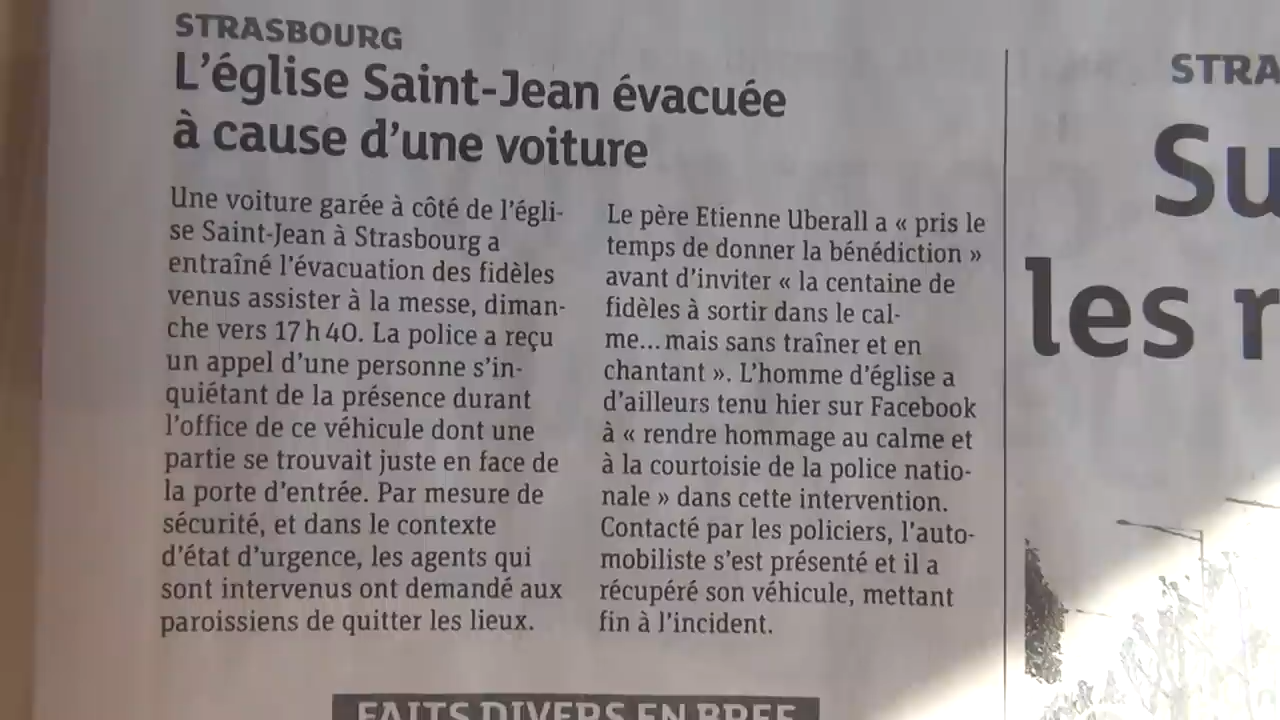 STRASBOURG
L'église Saint-Jean évacuée
à cause d'une voiture
Une voiture garée à côté de l'égli-
se Saint-Jean à Strasbourg a
entraîné l'évacuation des fidèles
venus assister à la messe, diman-
che vers 17 h 40. La police a reçu
un appel d'une personne s'in-
quiétant de la présence durant
l'office de ce véhicule dont une
partie se trouvait juste en face de
la porte d'entrée. Par mesure de
sécurité, et dans le contexte
d'état d'urgence, les agents qui
sont intervenus ont demandé aux
paroissiens de quitter les lieux.
Le père Etienne Uberall a « pris le
temps de donner la bénédiction »
avant d'inviter « la centaine de
fidèles à sortir dans le cal-
me... mais sans traîner et en
chantant ». L'homme d'église a
d'ailleurs tenu hier sur Facebook
à « rendre hommage au calme et
à la courtoisie de la police natio-
nale » dans cette intervention.
Contacté par les policiers, l'auto-
mobiliste s'est présenté et il a
récupéré son véhicule, mettant
fin à l'incident.
FAITS DIVERS EN BREF
STRA
Su
les r